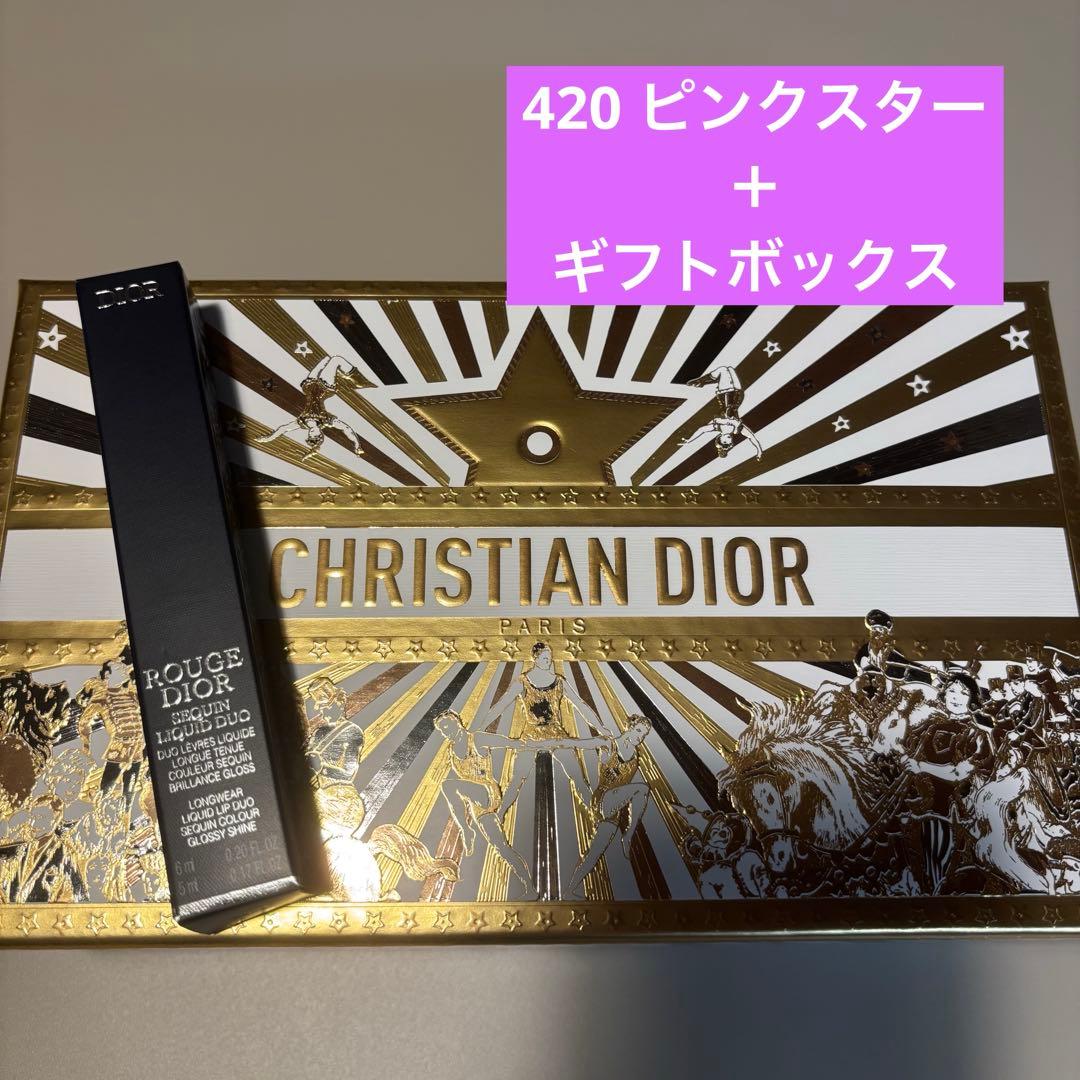 420 ピンクスター
+
ギフトボックス
DIOR
CHRISTIAN DIOR
PARIS
ROUGE
DIOR
SEQUIN
LIQUID DUO
DUO LÈVRES LIQUIDE
LONGUE TENUE
COULEUR SEQUIN
BRILLANCE GLOSS
LONGWEAR
LIQUID LIP DUO
SEQUIN COLOUR
GLOSSY SHINE
6 ml 0.20 FL.OZ
5 ml 0.17 FL.OZ